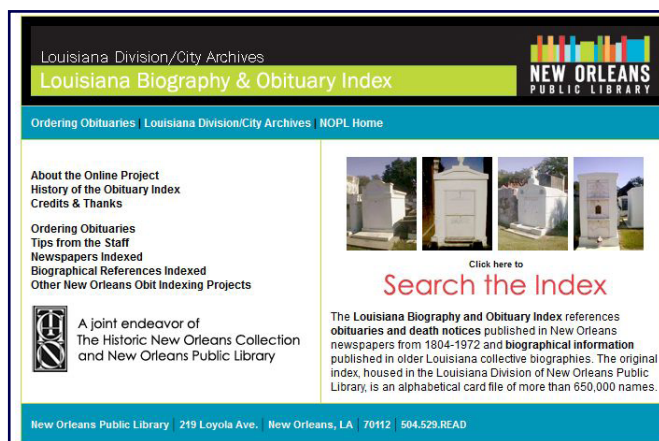 Louisiana Division/City Archives
Louisiana Biography & Obituary Index
NEW ORLEANS
PUBLIC LIBRARY
Ordering Obituaries | Louisiana Division/City Archives | NOPL Home
About the Online Project
History of the Obituary Index
Credits & Thanks
Ordering Obituaries
Tips from the Staff
Newspapers Indexed
Biographical References Indexed
Other New Orleans Obit Indexing Projects
A joint endeavor of
The Historic New Orleans Collection
and New Orleans Public Library
Click here to
Search the Index
The Louisiana Biography and Obituary Index references
obituaries and death notices published in New Orleans
newspapers from 1804-1972 and biographical information
published in older Louisiana collective biographies. The original
index, housed in the Louisiana Division of New Orleans Public
Library, is an alphabetical card file of more than 650,000 names.
New Orleans Public Library | 219 Loyola Ave. | New Orleans, LA | 70112 | 504.529.READ